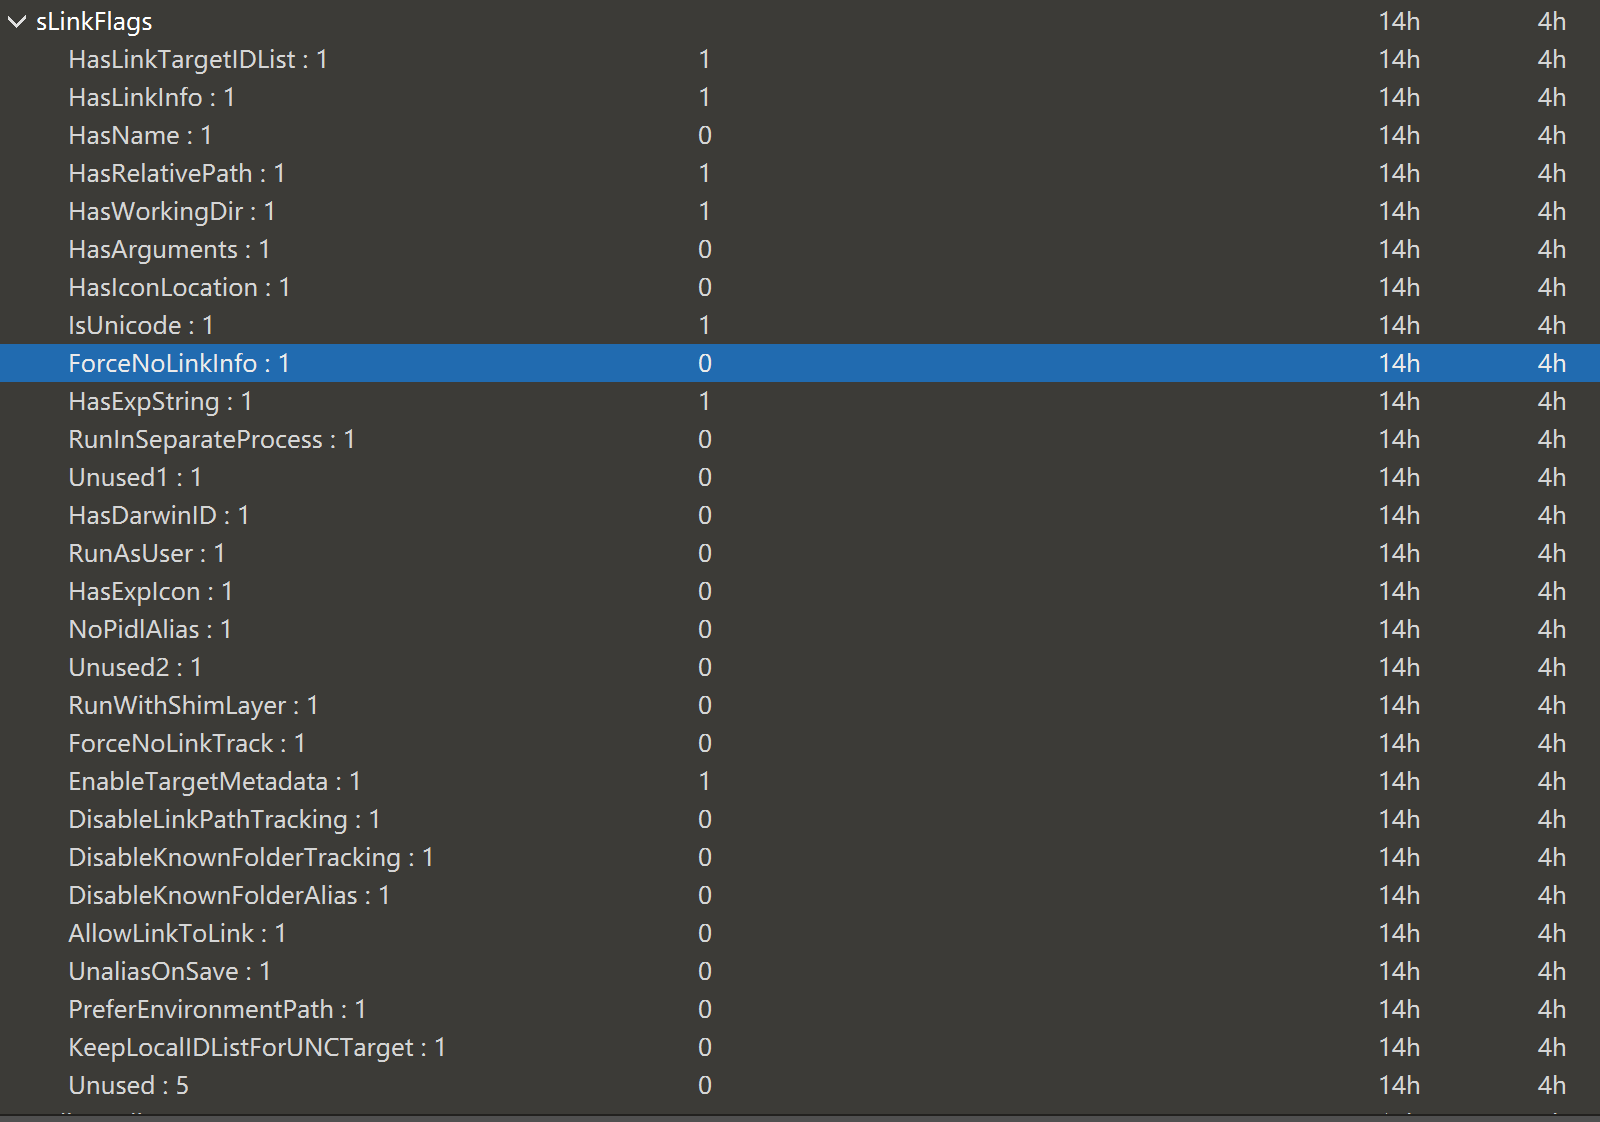 sLinkFlags 14h 4h
HasLinkTargetIDList : 1 1 14h 4h
HasLinkInfo : 1 1 14h 4h
HasName : 1 0 14h 4h
HasRelativePath : 1 1 14h 4h
HasWorkingDir : 1 1 14h 4h
HasArguments : 1 0 14h 4h
HasIconLocation : 1 0 14h 4h
IsUnicode : 1 1 14h 4h
ForceNoLinkInfo : 1 0 14h 4h
HasExpString : 1 1 14h 4h
RunInSeparateProcess : 1 0 14h 4h
Unused1 : 1 0 14h 4h
HasDarwinID : 1 0 14h 4h
RunAsUser : 1 0 14h 4h
HasExpIcon : 1 0 14h 4h
NoPidlAlias : 1 0 14h 4h
Unused2 : 1 0 14h 4h
RunWithShimLayer : 1 0 14h 4h
ForceNoLinkTrack : 1 0 14h 4h
EnableTargetMetadata : 1 1 14h 4h
DisableLinkPathTracking : 1 0 14h 4h
DisableKnownFolderTracking : 1 0 14h 4h
DisableKnownFolderAlias : 1 0 14h 4h
AllowLinkToLink : 1 0 14h 4h
UnaliasOnSave : 1 0 14h 4h
PreferEnvironmentPath : 1 0 14h 4h
KeepLocalIDListForUNCTarget : 1 0 14h 4h
Unused : 5 0 14h 4h